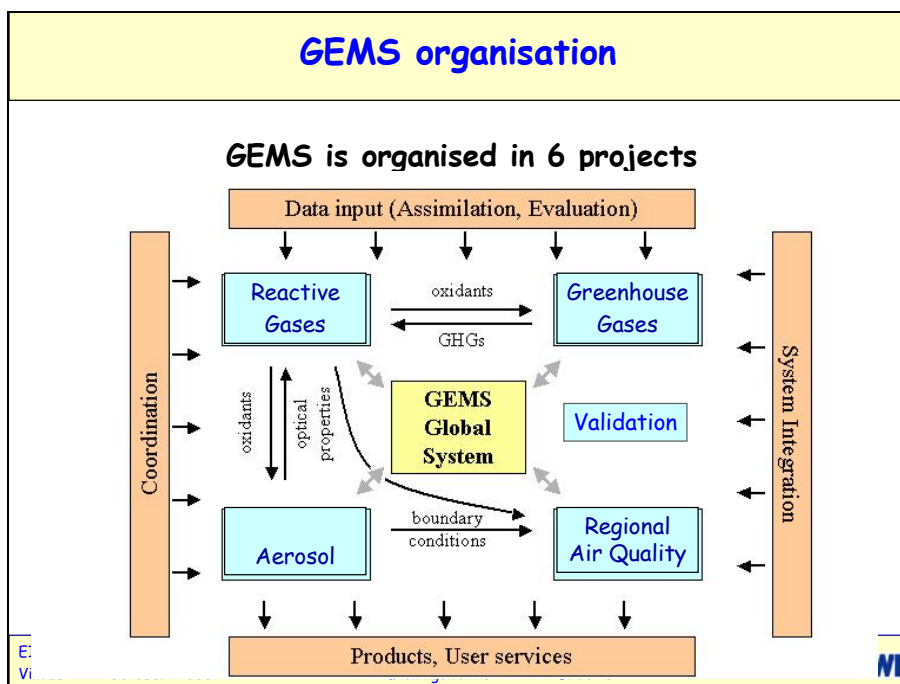 GEMS organisation
GEMS is organised in 6 projects
Data input (Assimilation, Evaluation)
Coordination
System Integration
Reactive
Gases
oxidants
GHGs
Greenhouse
Gases
oxidants
optical
properties
GEMS
Global
System
Validation
Aerosol
boundary
conditions
Regional
Air Quality
Products, User services